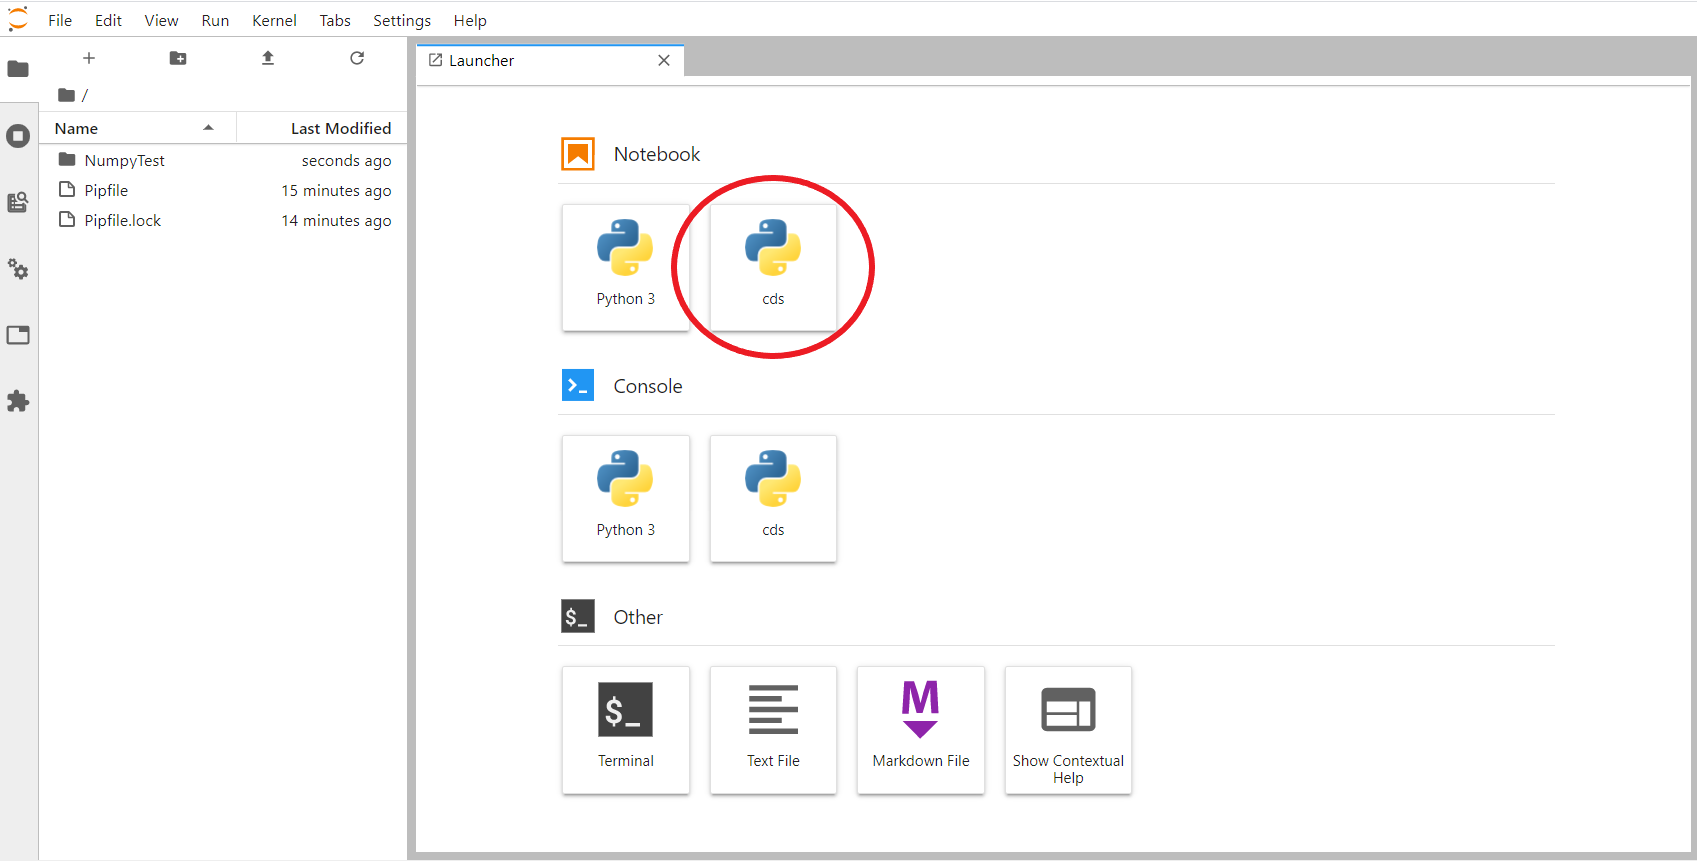 File Edit View Run Kernel Tabs Settings Help
Launcher
/
Name Last Modified
NumpyTest seconds ago
Pipfile 15 minutes ago
Pipfile.lock 14 minutes ago
Notebook
Python 3
cds
Console
Python 3
cds
$_ Other
$_
Terminal
Text File
M
Markdown File
Show Contextual
Help